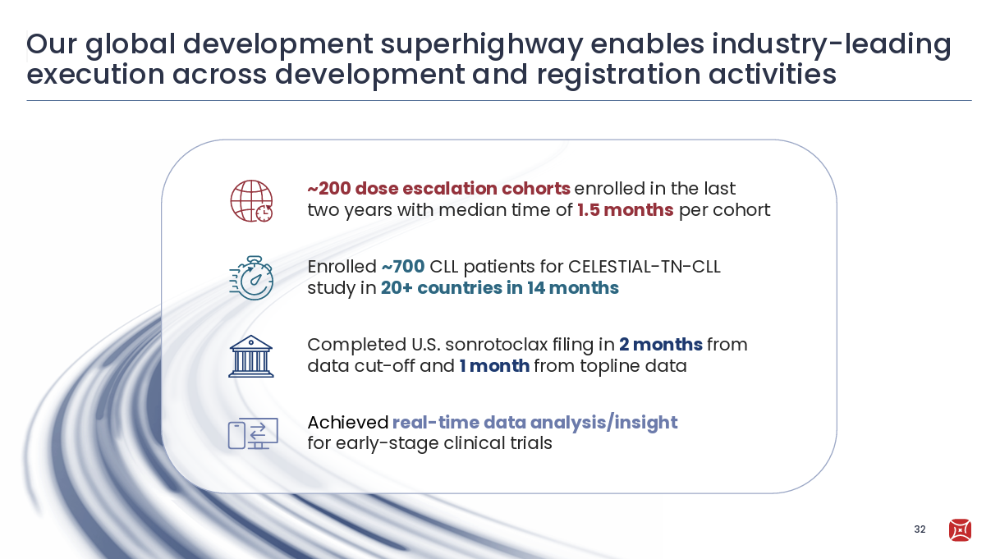 Our global development superhighway enables industry-leading
execution across development and registration activities
~200 dose escalation cohorts enrolled in the last
two years with median time of 1.5 months per cohort
Enrolled ~700 CLL patients for CELESTIAL-TN-CLL
study in 20+ countries in 14 months
Completed U.S. sonrotoclax filing in 2 months from
data cut-off and 1 month from topline data
Achieved real-time data analysis/insight
for early-stage clinical trials
32